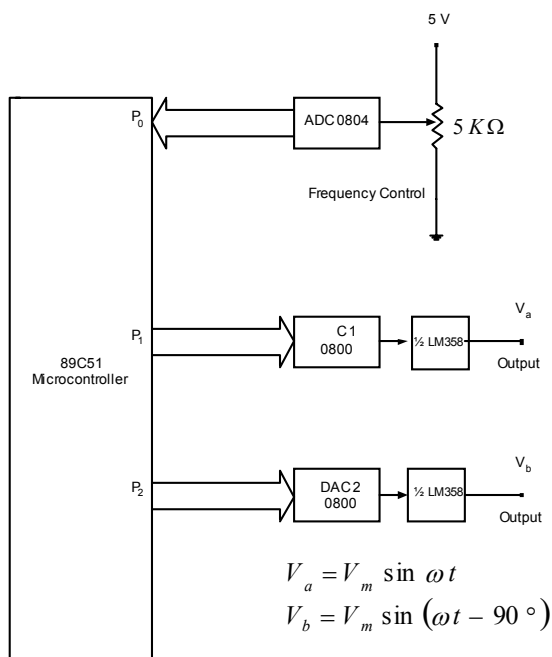 5 V
P0
ADC 0804
5 K Ω
Frequency Control
Va
P1
C1
0800
½ LM358
Output
89C51
Microcontroller
Vb
P2
DAC2
0800
½ LM358
Output
Va = Vm sin ωt
Vb = Vm sin (ωt − 90 °)